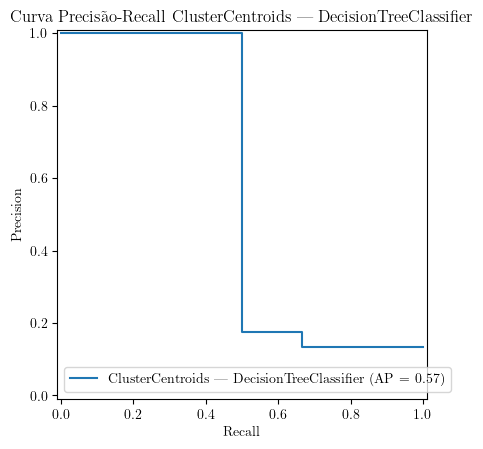 Curva Precisão-Recall ClusterCentroids — DecisionTreeClassifier
1.0
0.8
0.6
0.4
0.2
0.0
Precision
ClusterCentroids — DecisionTreeClassifier (AP = 0.57)
0.0 0.2 0.4 0.6 0.8 1.0
Recall